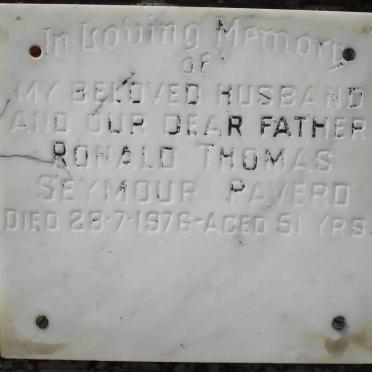 In Loving Memory
of
MY BELOVED HUSBAND
AND OUR DEAR FATHER
RONALD THOMAS
SEYMOUR PAVERD
DIED 28-7-1976-AGED 51 YRS.